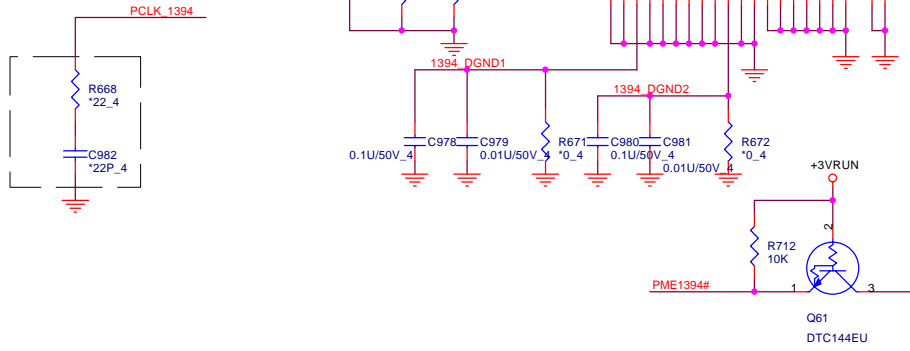 PCLK_1394
R668
*22_4
C982
*22P_4
1394_DGND1
1394_DGND2
C978
0.1U/50V_4
C979
0.01U/50V_4
R671
*0_4
C980
0.1U/50V_4
C981
0.01U/50V_4
R672
*0_4
+3VRUN
R712
10K
2
PME1394#
1
3
Q61
DTC144EU